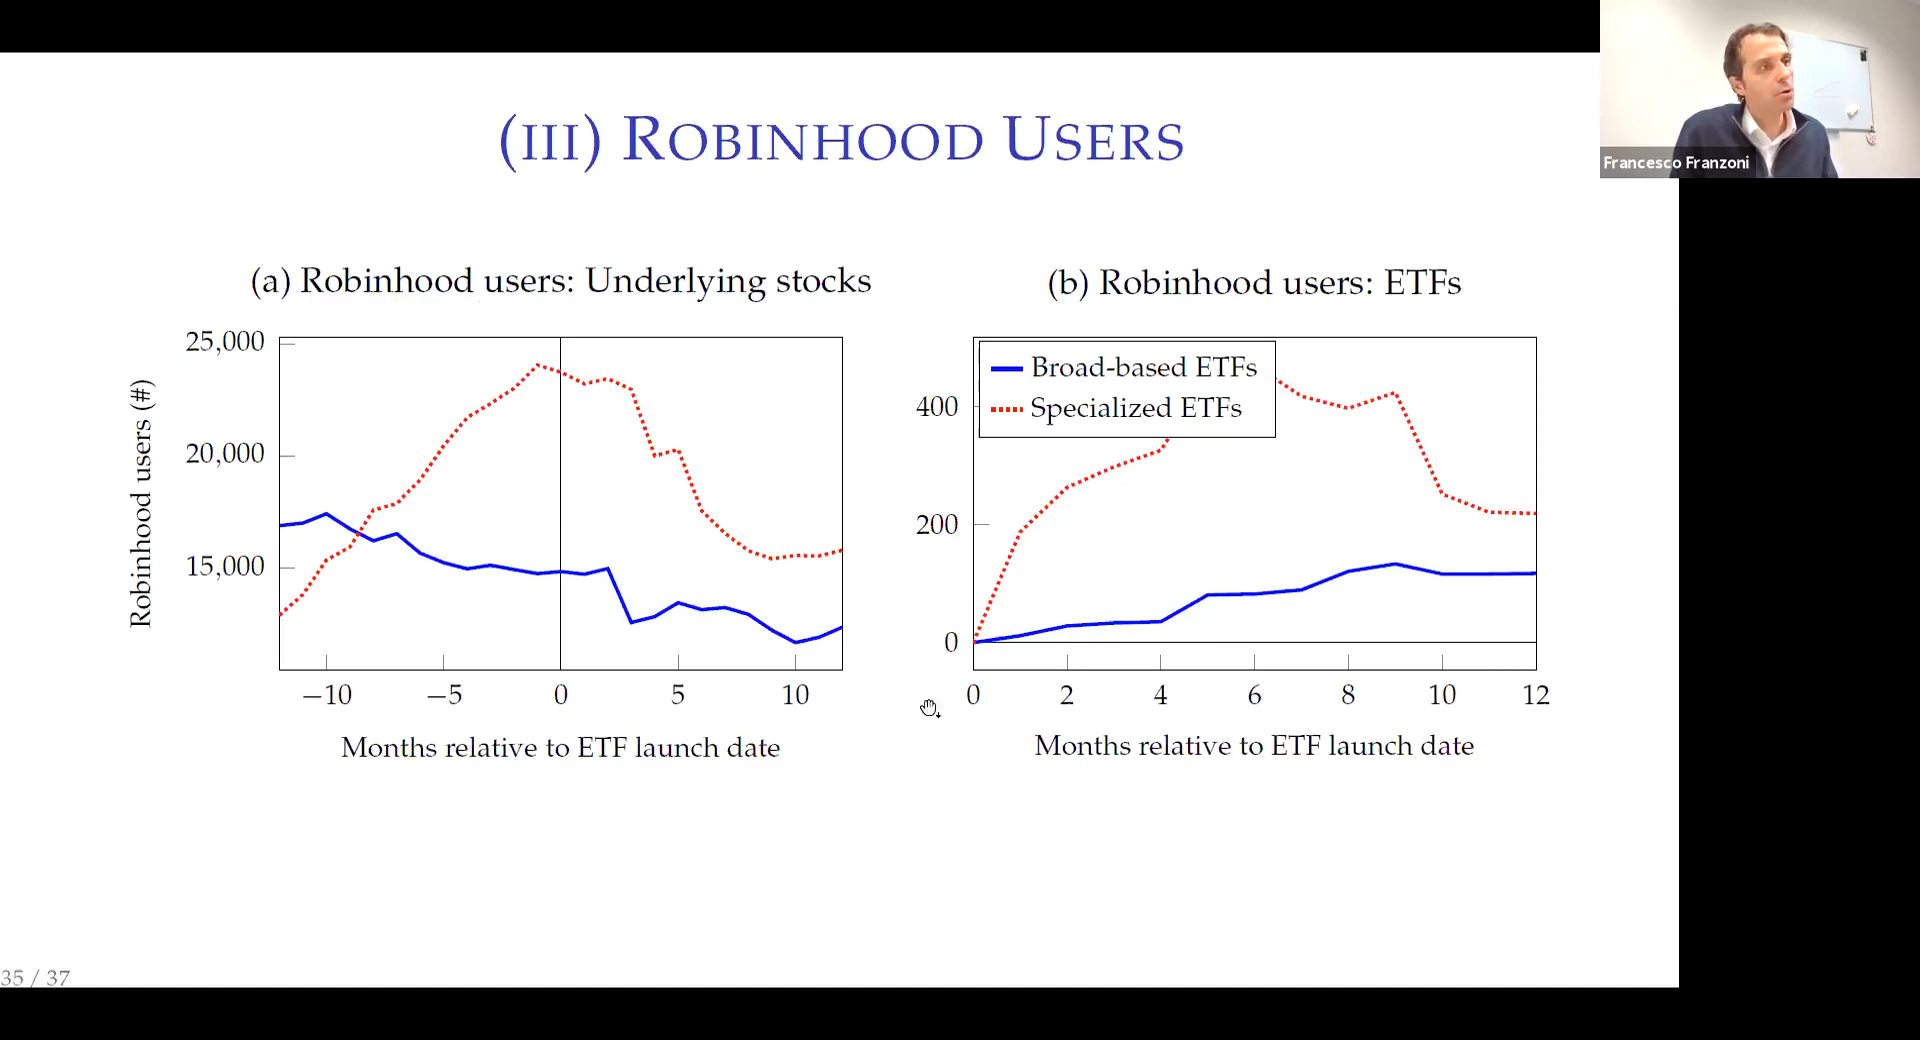 (III) ROBINHOOD USERS
Francesco Franzoni
(a) Robinhood users: Underlying stocks
25,000
20,000
15,000
Robinhood users (#)
−10 −5 0 5 10
Months relative to ETF launch date
(b) Robinhood users: ETFs
Broad-based ETFs
Specialized ETFs
400
200
0
0 2 4 6 8 10 12
Months relative to ETF launch date
35 / 37